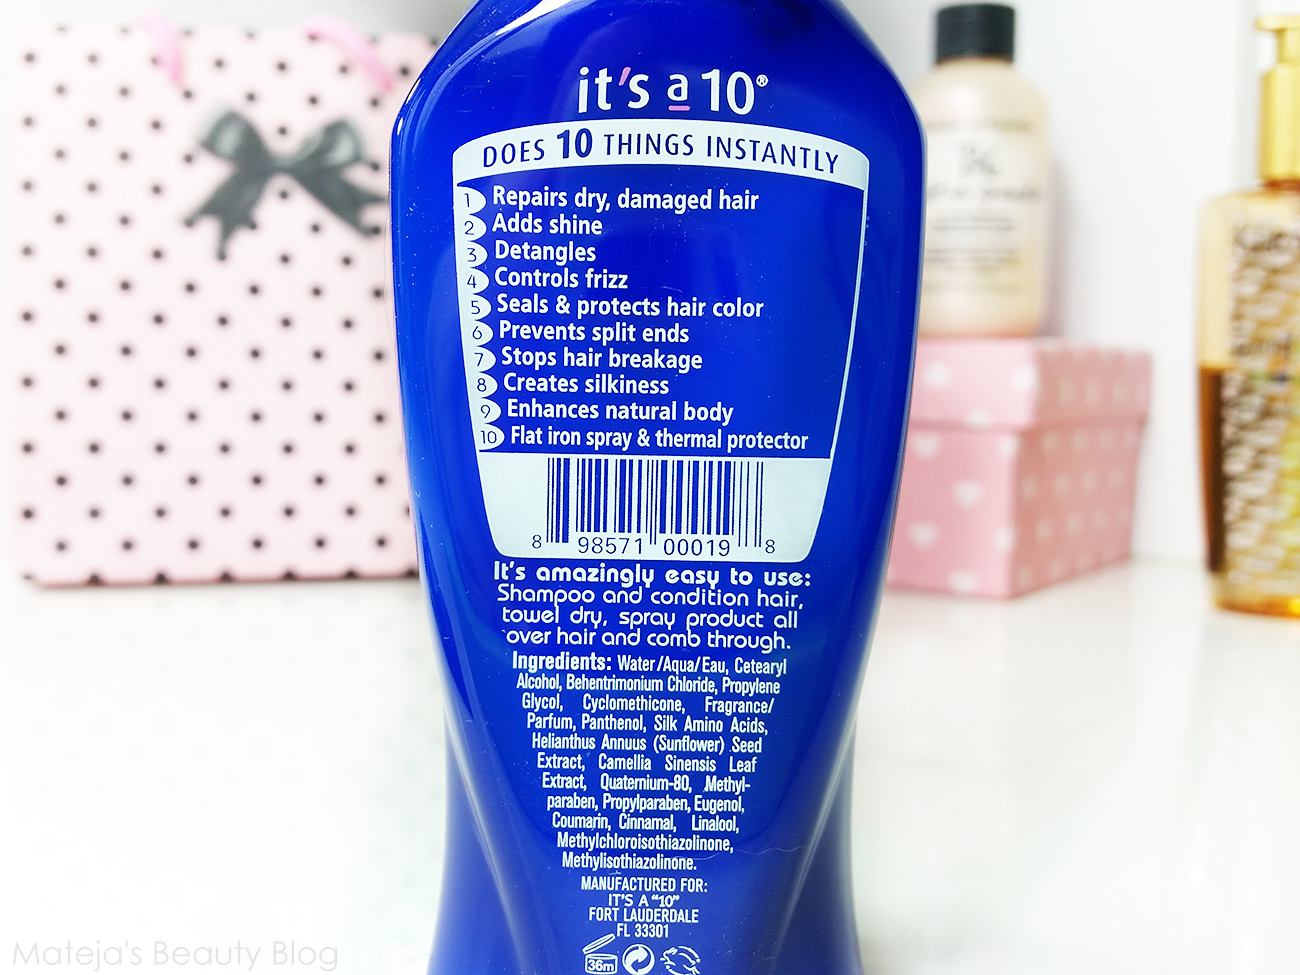 it's a 10®
DOES 10 THINGS INSTANTLY
1 Repairs dry, damaged hair
2 Adds shine
3 Detangles
4 Controls frizz
5 Seals & protects hair color
6 Prevents split ends
7 Stops hair breakage
8 Creates silkiness
9 Enhances natural body
10 Flat iron spray & thermal protector
8 98571 00019 8
It's amazingly easy to use:
Shampoo and condition hair,
towel dry, spray product all
over hair and comb through.
Ingredients: Water/Aqua/Eau, Cetearyl
Alcohol, Behentrimonium Chloride, Propylene
Glycol, Cyclomethicone, Fragrance/
Parfum, Panthenol, Silk Amino Acids,
Helianthus Annuus (Sunflower) Seed
Extract, Camellia Sinensis Leaf
Extract, Quaternium-80, Methyl-
paraben, Propylparaben, Eugenol,
Coumarin, Cinnamal, Linalool,
Methylchloroisothiazolinone,
Methylisothiazolinone.
MANUFACTURED FOR:
IT'S A "10"
FORT LAUDERDALE
FL 33301
36m
Mateja's Beauty Blog